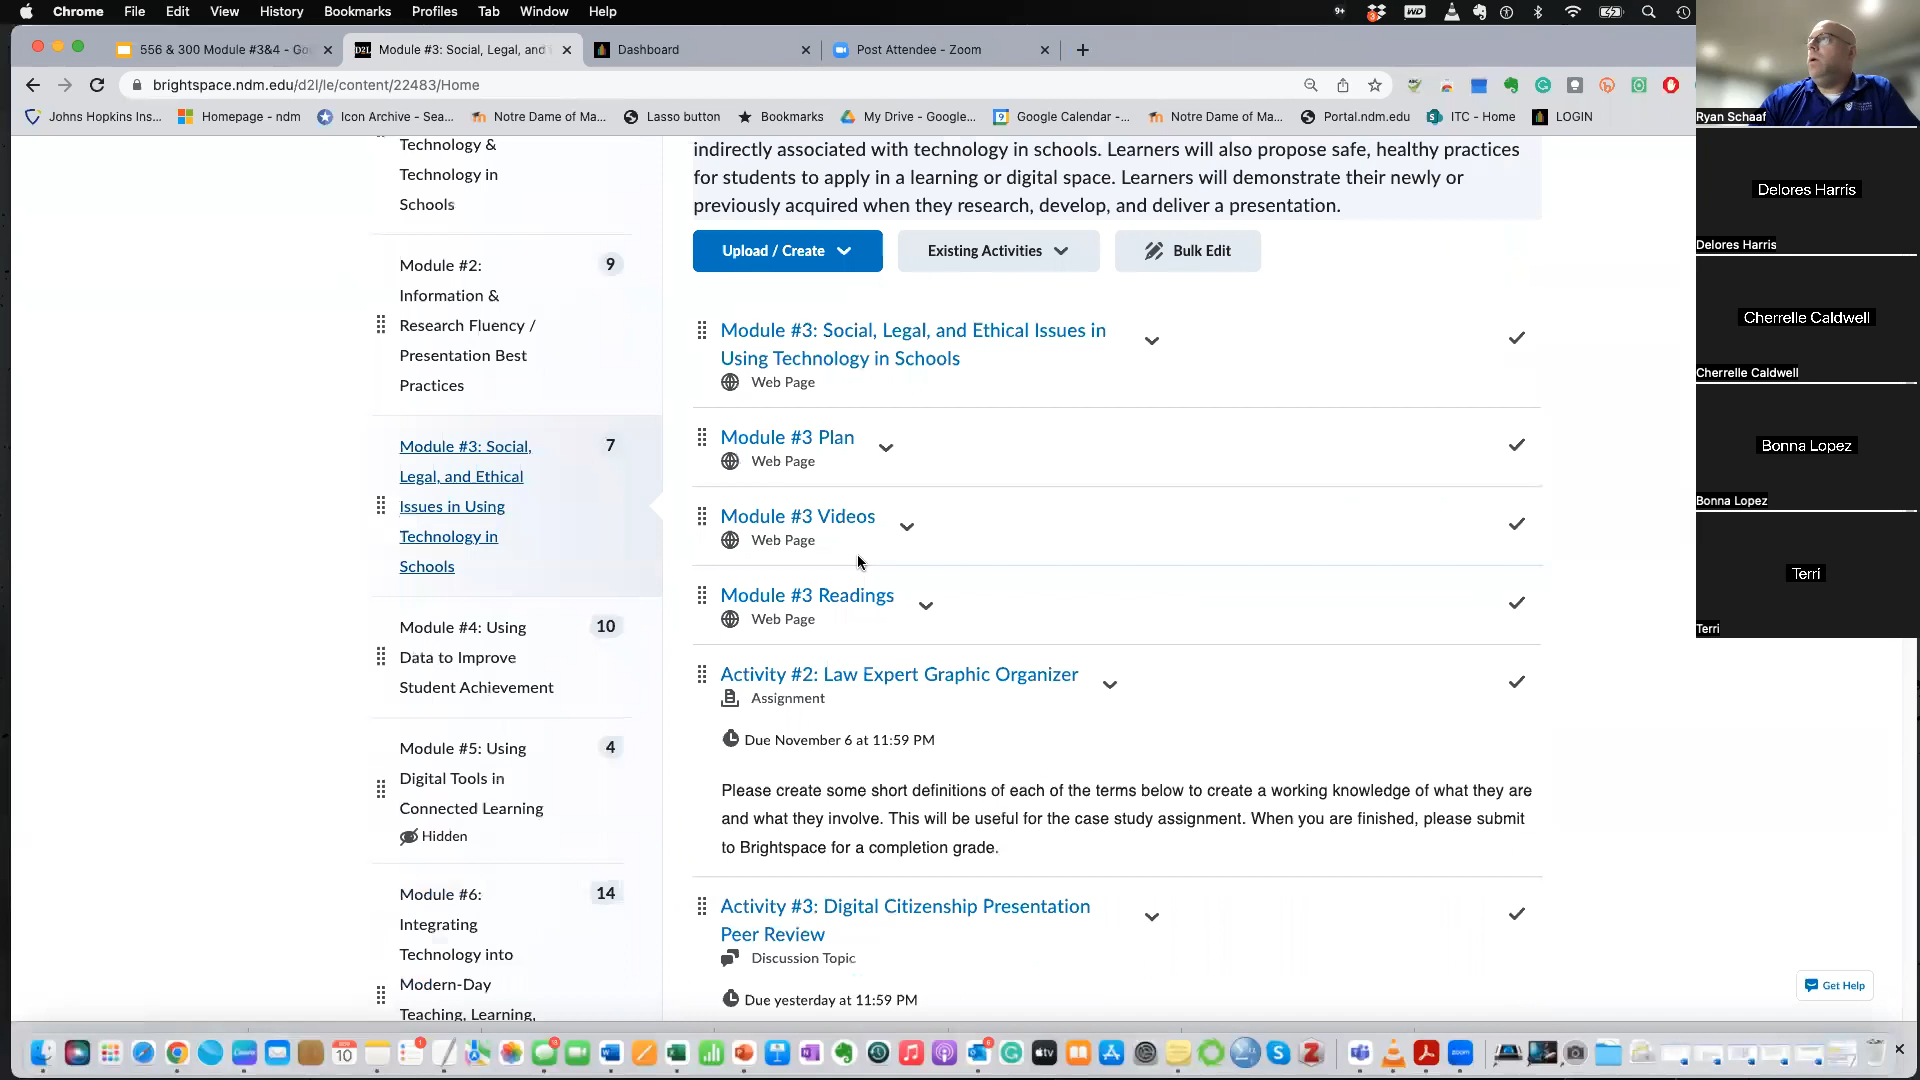 Chrome File Edit View History Bookmarks Profiles Tab Window Help
9+
WD
556 & 300 Module #3&4 - Go
D2L Module #3: Social, Legal, and
Dashboard
Post Attendee - Zoom
brightspace.ndm.edu/d2l/le/content/22483/Home
Johns Hopkins Ins...
Homepage - ndm
Icon Archive - Sea...
Notre Dame of Ma...
Lasso button
Bookmarks
My Drive - Google...
Google Calendar -...
Notre Dame of Ma...
Portal.ndm.edu
ITC - Home
LOGIN
Technology &
Technology in
Schools
Module #2:
Information &
Research Fluency /
Presentation Best
Practices
9
Module #3: Social,
Legal, and Ethical
Issues in Using
Technology in
Schools
7
Module #4: Using
Data to Improve
Student Achievement
10
Module #5: Using
Digital Tools in
Connected Learning
Hidden
4
Module #6:
Integrating
Technology into
Modern-Day
Teaching, Learning,
14
indirectly associated with technology in schools. Learners will also propose safe, healthy practices
for students to apply in a learning or digital space. Learners will demonstrate their newly or
previously acquired when they research, develop, and deliver a presentation.
Upload / Create
Existing Activities
Bulk Edit
Module #3: Social, Legal, and Ethical Issues in
Using Technology in Schools
Web Page
Module #3 Plan
Web Page
Module #3 Videos
Web Page
Module #3 Readings
Web Page
Activity #2: Law Expert Graphic Organizer
Assignment
Due November 6 at 11:59 PM
Please create some short definitions of each of the terms below to create a working knowledge of what they are
and what they involve. This will be useful for the case study assignment. When you are finished, please submit
to Brightspace for a completion grade.
Activity #3: Digital Citizenship Presentation
Peer Review
Discussion Topic
Due yesterday at 11:59 PM
Get Help
Ryan Schaaf
Delores Harris
Delores Harris
Cherrelle Caldwell
Cherrelle Caldwell
Bonna Lopez
Bonna Lopez
Terri
Terri
10